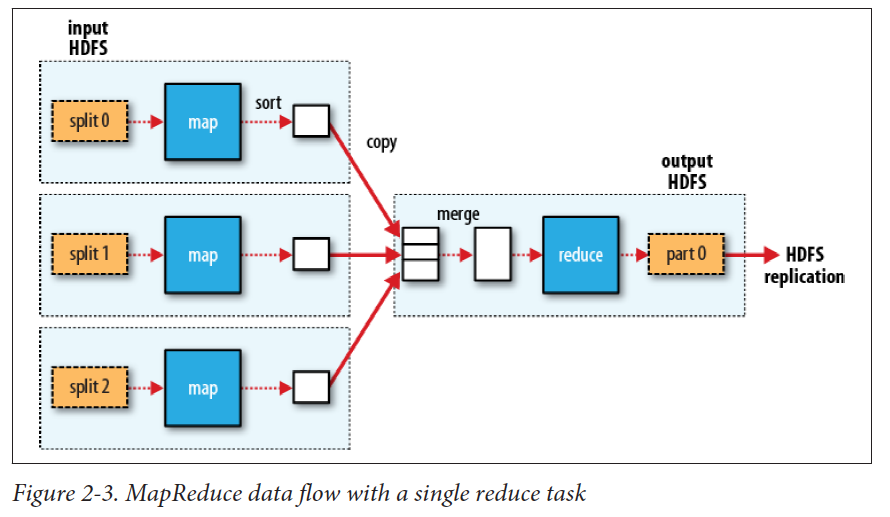 input
HDFS
split 0
map
sort
copy
split 1
map
split 2
map
merge
reduce
output
HDFS
part 0
HDFS
replication
Figure 2-3. MapReduce data flow with a single reduce task